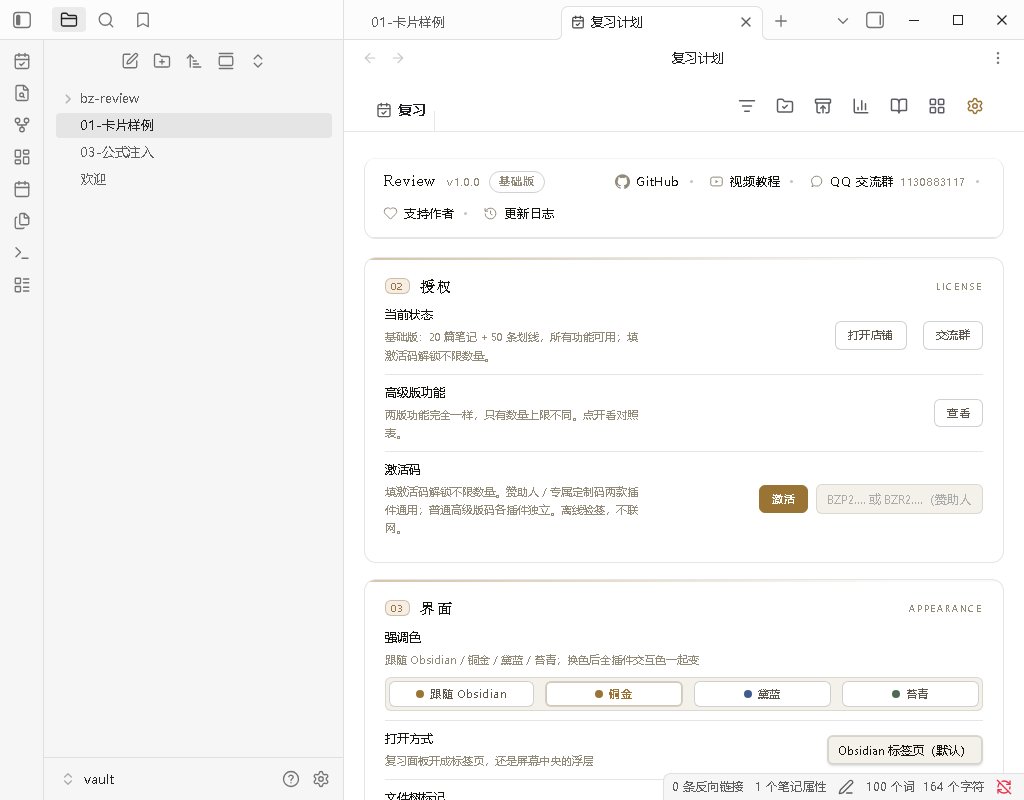 01-卡片样例
复习计划
复习计划
bz-review
01-卡片样例
03-公式注入
欢迎
复习
Review v1.0.0 基础版 GitHub • 视频教程 • QQ 交流群 1130883117 •
支持作者 • 更新日志
02 授权 LICENSE
当前状态
基础版：20 篇笔记 + 50 条划线，所有功能可用；填
激活码解锁不限数量。
打开店铺 交流群
高级版功能
两版功能完全一样，只有数量上限不同。点开看对照
表。
查看
激活码
填激活码解锁不限数量。赞助人 / 专属定制码两款插
件通用；普通高级版码各插件独立。离线验签，不联
网。
激活 BZP2.... 或 BZR2....（赞助人
03 界面 APPEARANCE
强调色
跟随 Obsidian / 铜金 / 黛蓝 / 苔青；换色后全插件交互色一起变
跟随 Obsidian 铜金 黛蓝 苔青
打开方式
复习面板开成标签页，还是屏幕中央的浮层
Obsidian 标签页（默认）
文件树标记
vault
0 条反向链接 1 个笔记属性 100 个词 164 个字符